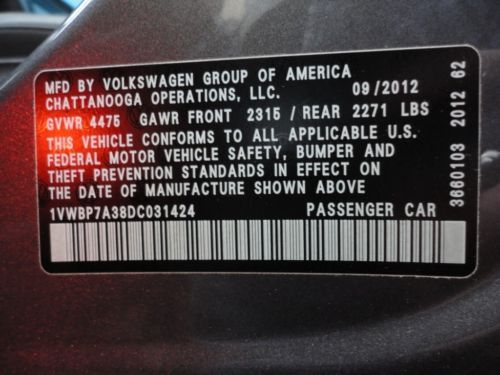 MFD BY VOLKSWAGEN GROUP OF AMERICA
CHATTANOOGA OPERATIONS, LLC. 09/2012
GVWR 4475 GAWR FRONT 2315 / REAR 2271 LBS
THIS VEHICLE CONFORMS TO ALL APPLICABLE U.S.
FEDERAL MOTOR VEHICLE SAFETY, BUMPER AND
THEFT PREVENTION STANDARDS IN EFFECT ON
THE DATE OF MANUFACTURE SHOWN ABOVE
1VWBP7A38DC031424 PASSENGER CAR
3660103 2012 62